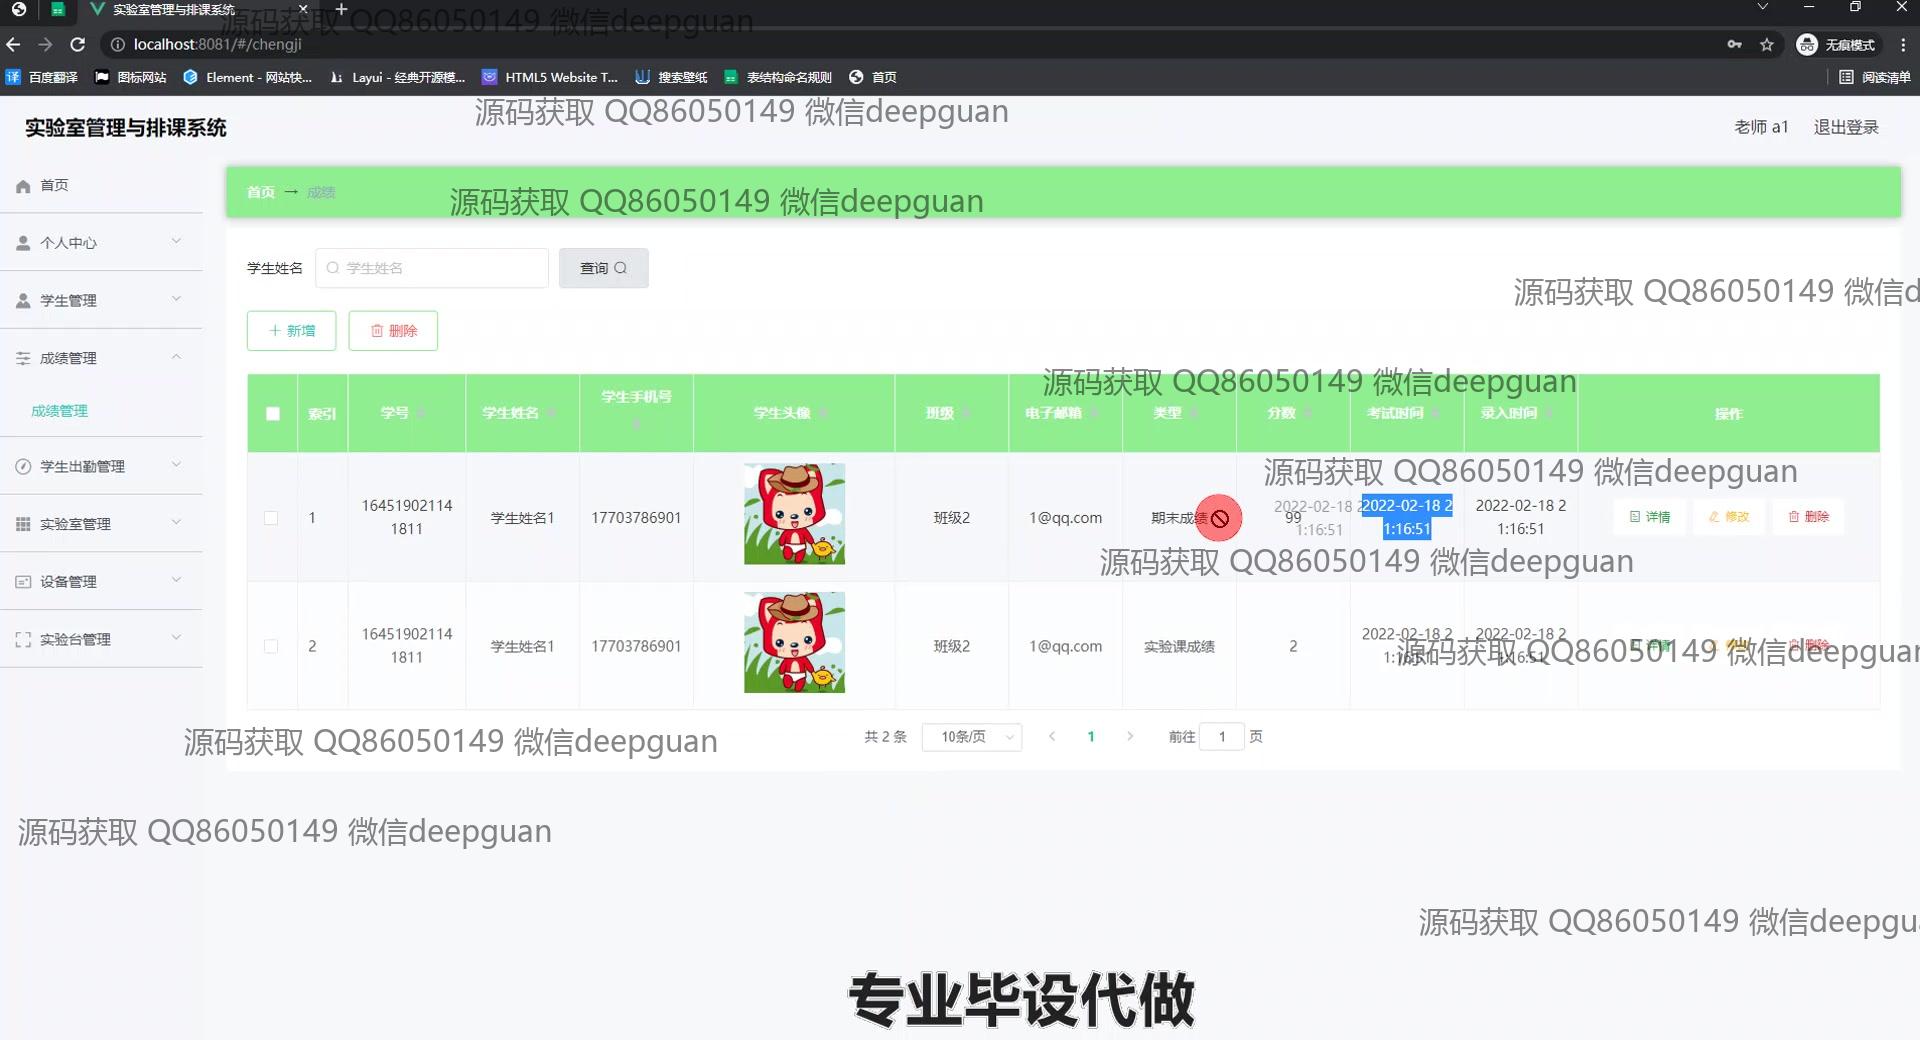 实验室管理与排课系统
源码获取 QQ86050149 微信deepguan
localhost:8081/#/chengji
无痕模式
百度翻译 图标网站 Element - 网站快... Layui - 经典开源模... HTML5 Website T... 搜索壁纸 表结构命名规则 首页 阅读清单
源码获取 QQ86050149 微信deepguan
实验室管理与排课系统
老师 a1 退出登录
首页
个人中心
学生管理
成绩管理
成绩管理
学生出勤管理
实验室管理
设备管理
实验台管理
首页 → 成绩
源码获取 QQ86050149 微信deepguan
学生姓名 学生姓名 查询
源码获取 QQ86050149 微信d
+ 新增 删除
源码获取 QQ86050149 微信deepguan
索引 学号 学生姓名 学生手机号 学生头像 班级 电子邮箱 类型 分数 考试时间 录入时间 操作
源码获取 QQ86050149 微信deepguan
1 16451902114 学生姓名1 17703786901 班级2 1@qq.com 期末成绩 99 2022-02-18 2 2022-02-18 2 2022-02-18 2 详情 修改 删除
1811 1:16:51 1:16:51 1:16:51
源码获取 QQ86050149 微信deepguan
2 16451902114 学生姓名1 17703786901 班级2 1@qq.com 实验课成绩 2 2022-02-18 2 2022-02-18 2 详情 删除
1811
源码获取 QQ86050149 微信deepguan
共 2 条 10条/页 < 1 > 前往 1 页
源码获取 QQ86050149 微信deepguan
源码获取 QQ86050149 微信deepguan
源码获取 QQ86050149 微信deepgu
专业毕设代做